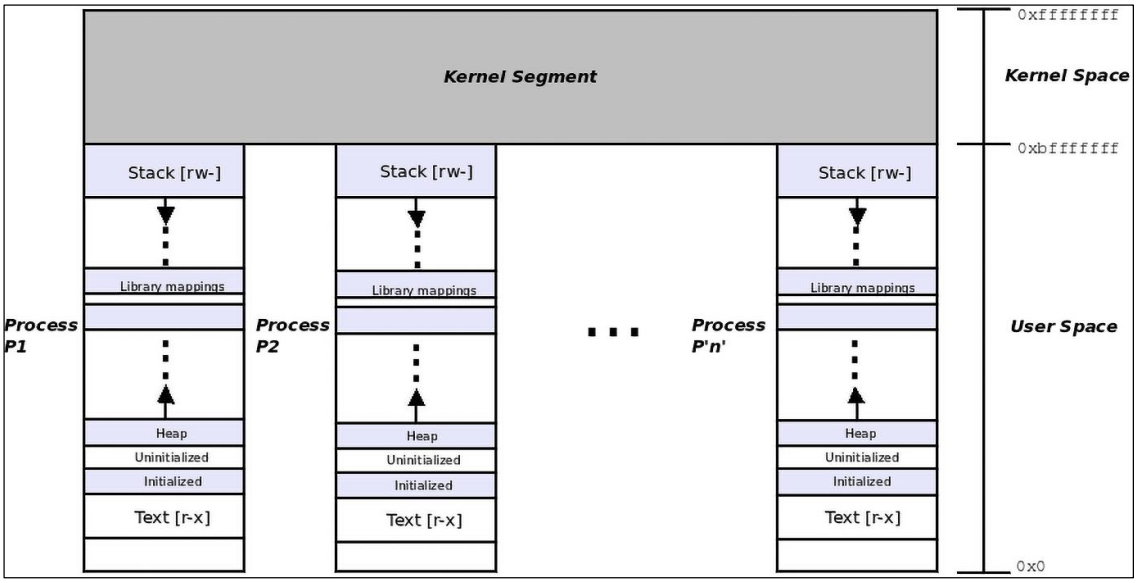 0xffffffff
Kernel Segment
Kernel Space
0xbfffffff
Stack [rw-]
Stack [rw-]
Stack [rw-]
Library mappings
Library mappings
Library mappings
Process
P1
Process
P2
...
Process
P'n'
User Space
Heap
Heap
Heap
Uninitialized
Uninitialized
Uninitialized
Initialized
Initialized
Initialized
Text [r-x]
Text [r-x]
Text [r-x]
0x0